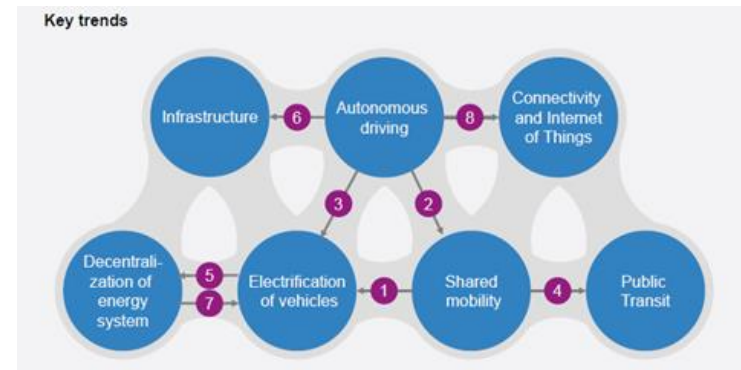 Key trends
Infrastructure
6
Autonomous
driving
8
Connectivity
and Internet
of Things
3
2
Decentrali-
zation of
energy
system
5
7
Electrification
of vehicles
1
Shared
mobility
4
Public
Transit